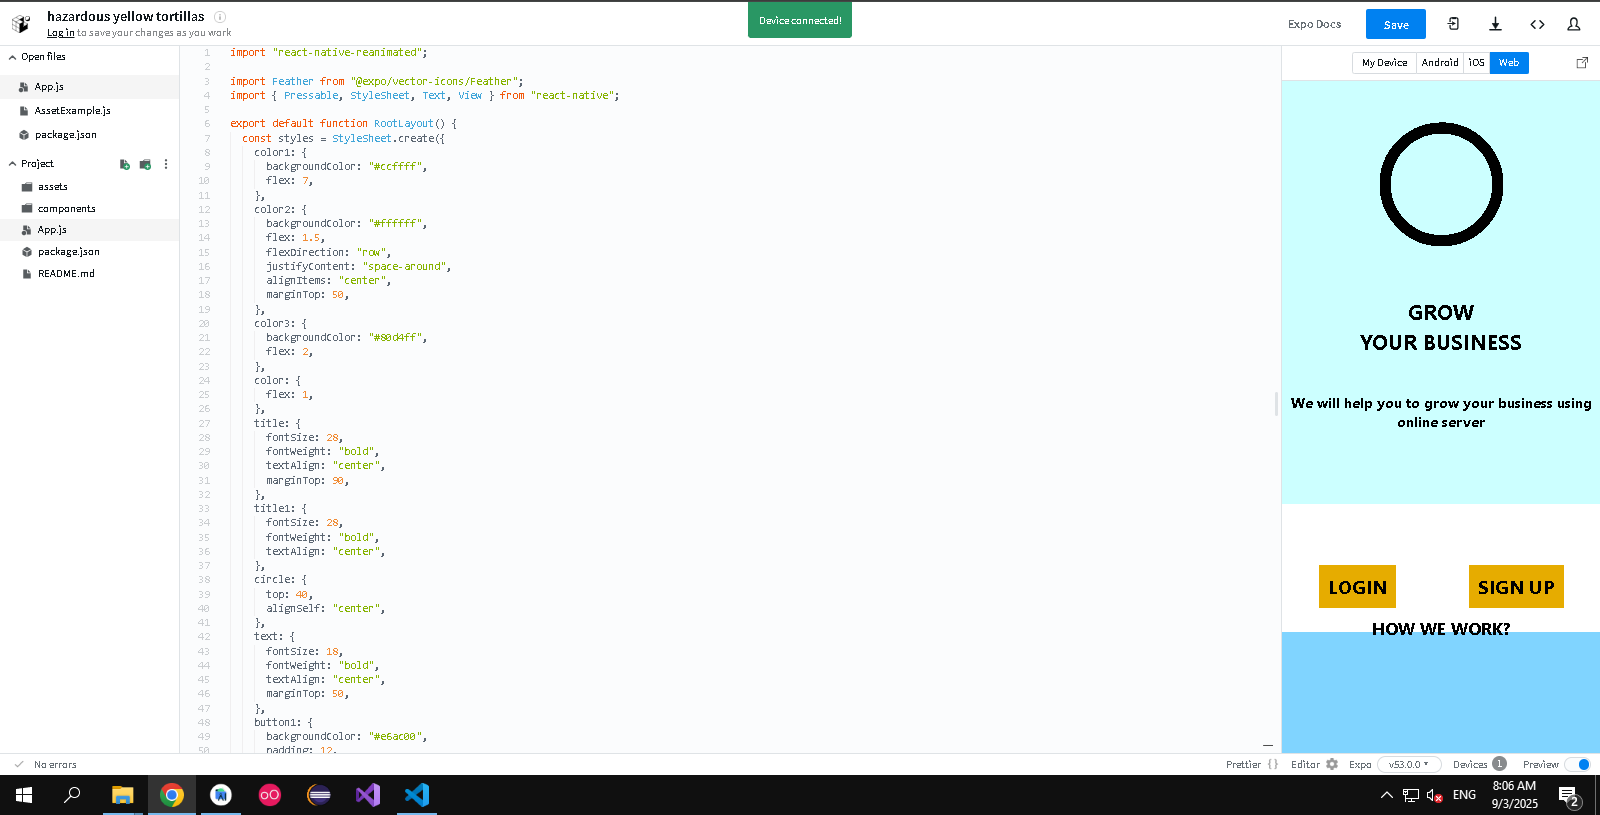 hazardous yellow tortillas
Log in to save your changes as you work
Device connected!
Expo Docs
Save
Open files
App.js
AssetExample.js
package.json
Project
assets
components
App.js
package.json
README.md
1 import "react-native-reanimated";
2
3 import Feather from "@expo/vector-icons/Feather";
4 import { Pressable, StyleSheet, Text, View } from "react-native";
5
6 export default function RootLayout() {
7 const styles = StyleSheet.create({
8 color1: {
9 backgroundColor: "#ccffff",
10 flex: 7,
11 },
12 color2: {
13 backgroundColor: "#ffffff",
14 flex: 1.5,
15 flexDirection: "row",
16 justifyContent: "space-around",
17 alignItems: "center",
18 marginTop: 50,
19 },
20 color3: {
21 backgroundColor: "#80d4ff",
22 flex: 2,
23 },
24 color: {
25 flex: 1,
26 },
27 title: {
28 fontSize: 20,
29 fontWeight: "bold",
30 textAlign: "center",
31 marginTop: 90,
32 },
33 title1: {
34 fontSize: 20,
35 fontWeight: "bold",
36 textAlign: "center",
37 },
38 circle: {
39 top: 40,
40 alignSelf: "center",
41 },
42 text: {
43 fontSize: 18,
44 fontWeight: "bold",
45 textAlign: "center",
46 marginTop: 50,
47 },
48 button1: {
49 backgroundColor: "#e6ac00",
50 padding: 12,
My Device Android iOS Web
GROW
YOUR BUSINESS
We will help you to grow your business using
online server
LOGIN SIGN UP
HOW WE WORK?
No errors
Prettier { } Editor Expo v53.0.0 Devices 1 Preview
ENG
8:06 AM
9/3/2025
2